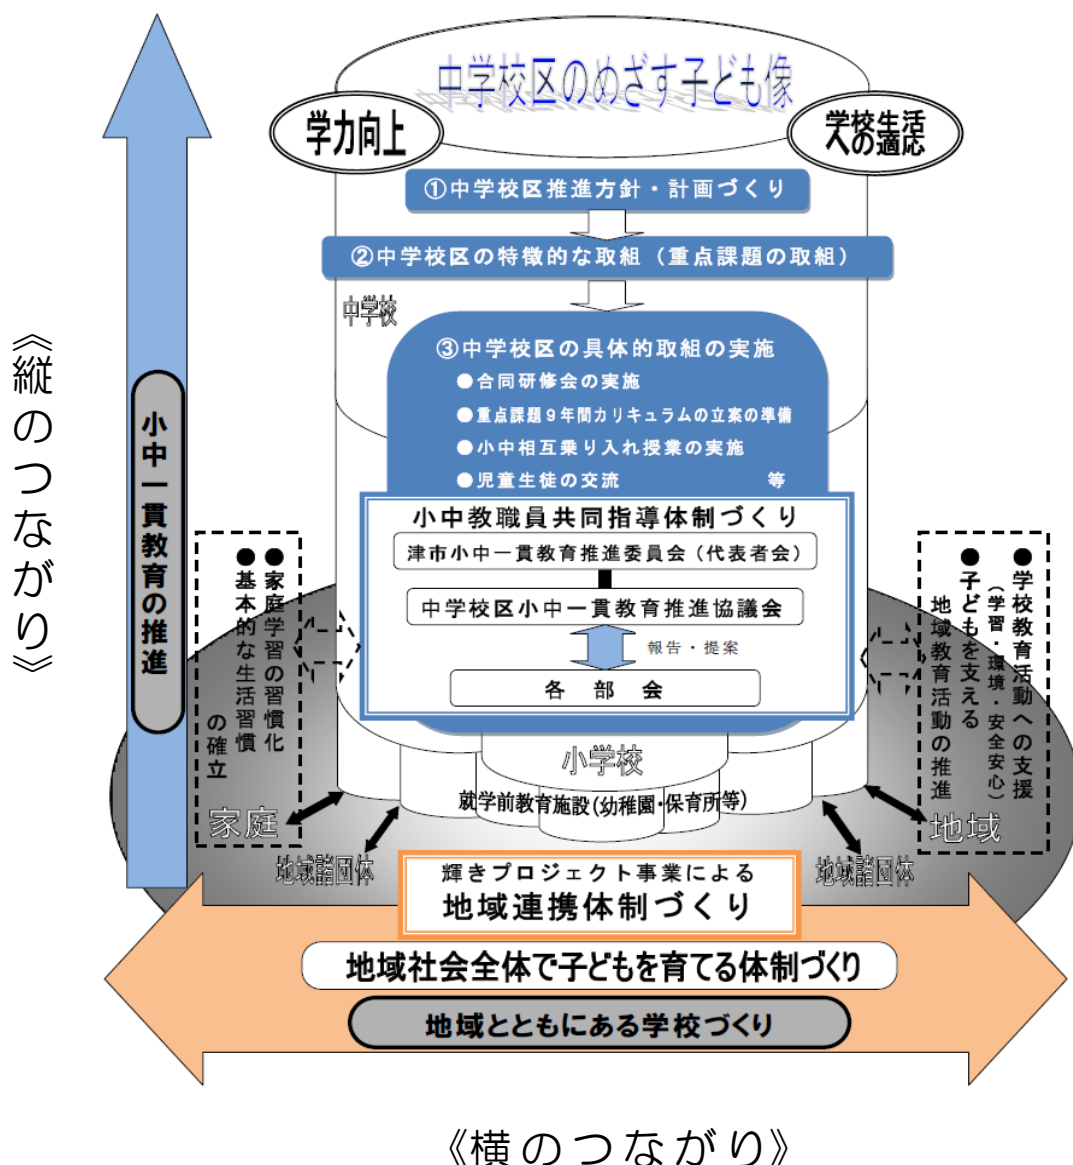 中学校区のめざす子ども像
学力向上
学校生活
への適応
①中学校区推進方針・計画づくり
②中学校区の特徴的な取組（重点課題の取組）
中学校
③中学校区の具体的取組の実施
●合同研修会の実施
●重点課題９年間カリキュラムの立案の準備
●小中相互乗り入れ授業の実施
●児童生徒の交流　等
小中教職員共同指導体制づくり
津市小中一貫教育推進委員会（代表者会）
中学校区小中一貫教育推進協議会
報告・提案
各部会
小学校
就学前教育施設(幼稚園・保育所等)
《縦のつながり》
小中一貫教育の推進
●家庭学習の習慣化
●基本的な生活習慣
の確立
家庭
●学校教育活動への支援
（学習・環境・安全安心）
●子どもを支える
地域教育活動の推進
地域
地域諸団体
地域諸団体
輝きプロジェクト事業による
地域連携体制づくり
地域社会全体で子どもを育てる体制づくり
地域とともにある学校づくり
《横のつながり》